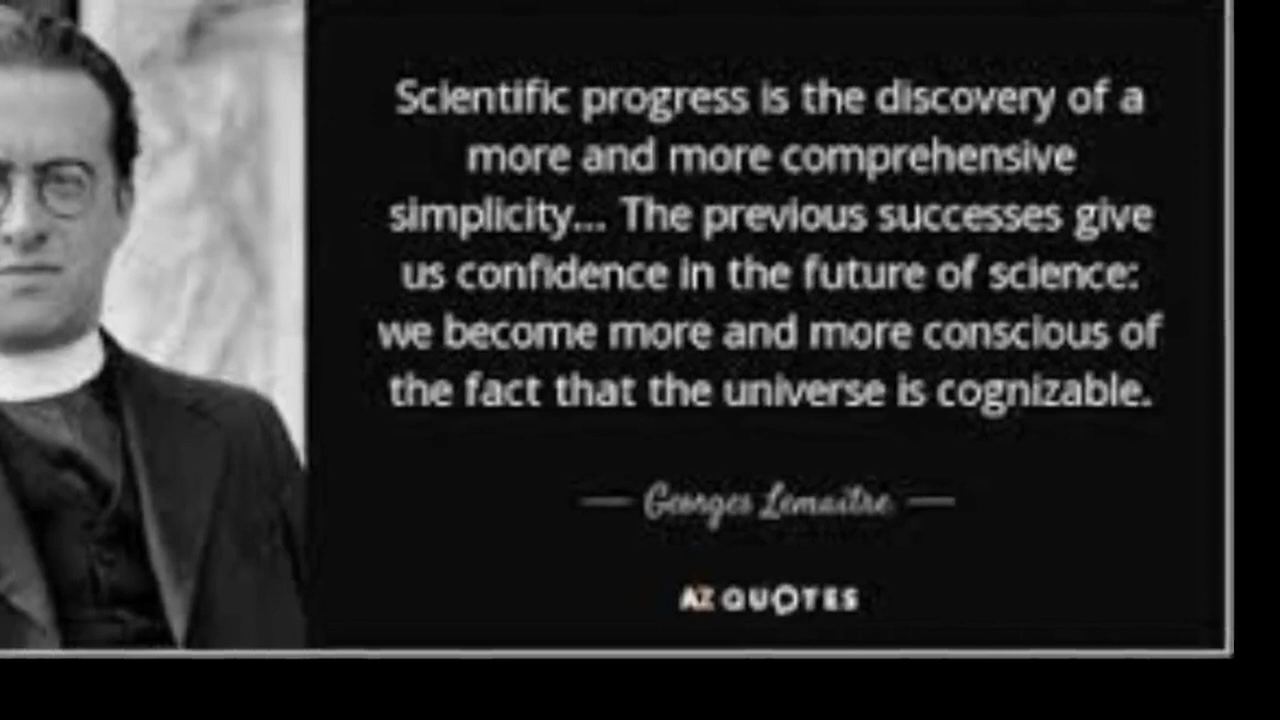 Scientific progress is the discovery of a
more and more comprehensive
simplicity... The previous successes give
us confidence in the future of science:
we become more and more conscious of
the fact that the universe is cognizable.
— Georges Lemaître —
AZ QUOTES